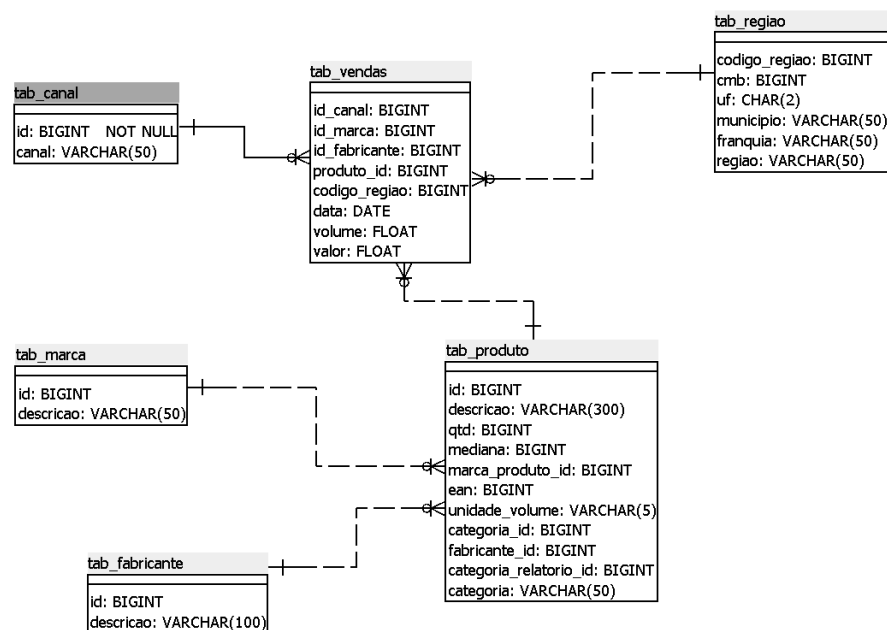 tab_regiao
codigo_regiao: BIGINT
cmb: BIGINT
uf: CHAR(2)
municipio: VARCHAR(50)
franquia: VARCHAR(50)
regiao: VARCHAR(50)
tab_vendas
id_canal: BIGINT
id_marca: BIGINT
id_fabricante: BIGINT
produto_id: BIGINT
codigo_regiao: BIGINT
data: DATE
volume: FLOAT
valor: FLOAT
tab_canal
id: BIGINT NOT NULL
canal: VARCHAR(50)
tab_marca
id: BIGINT
descricao: VARCHAR(50)
tab_produto
id: BIGINT
descricao: VARCHAR(300)
qtd: BIGINT
mediana: BIGINT
marca_produto_id: BIGINT
ean: BIGINT
unidade_volume: VARCHAR(5)
categoria_id: BIGINT
fabricante_id: BIGINT
categoria_relatorio_id: BIGINT
categoria: VARCHAR(50)
tab_fabricante
id: BIGINT
descricao: VARCHAR(100)